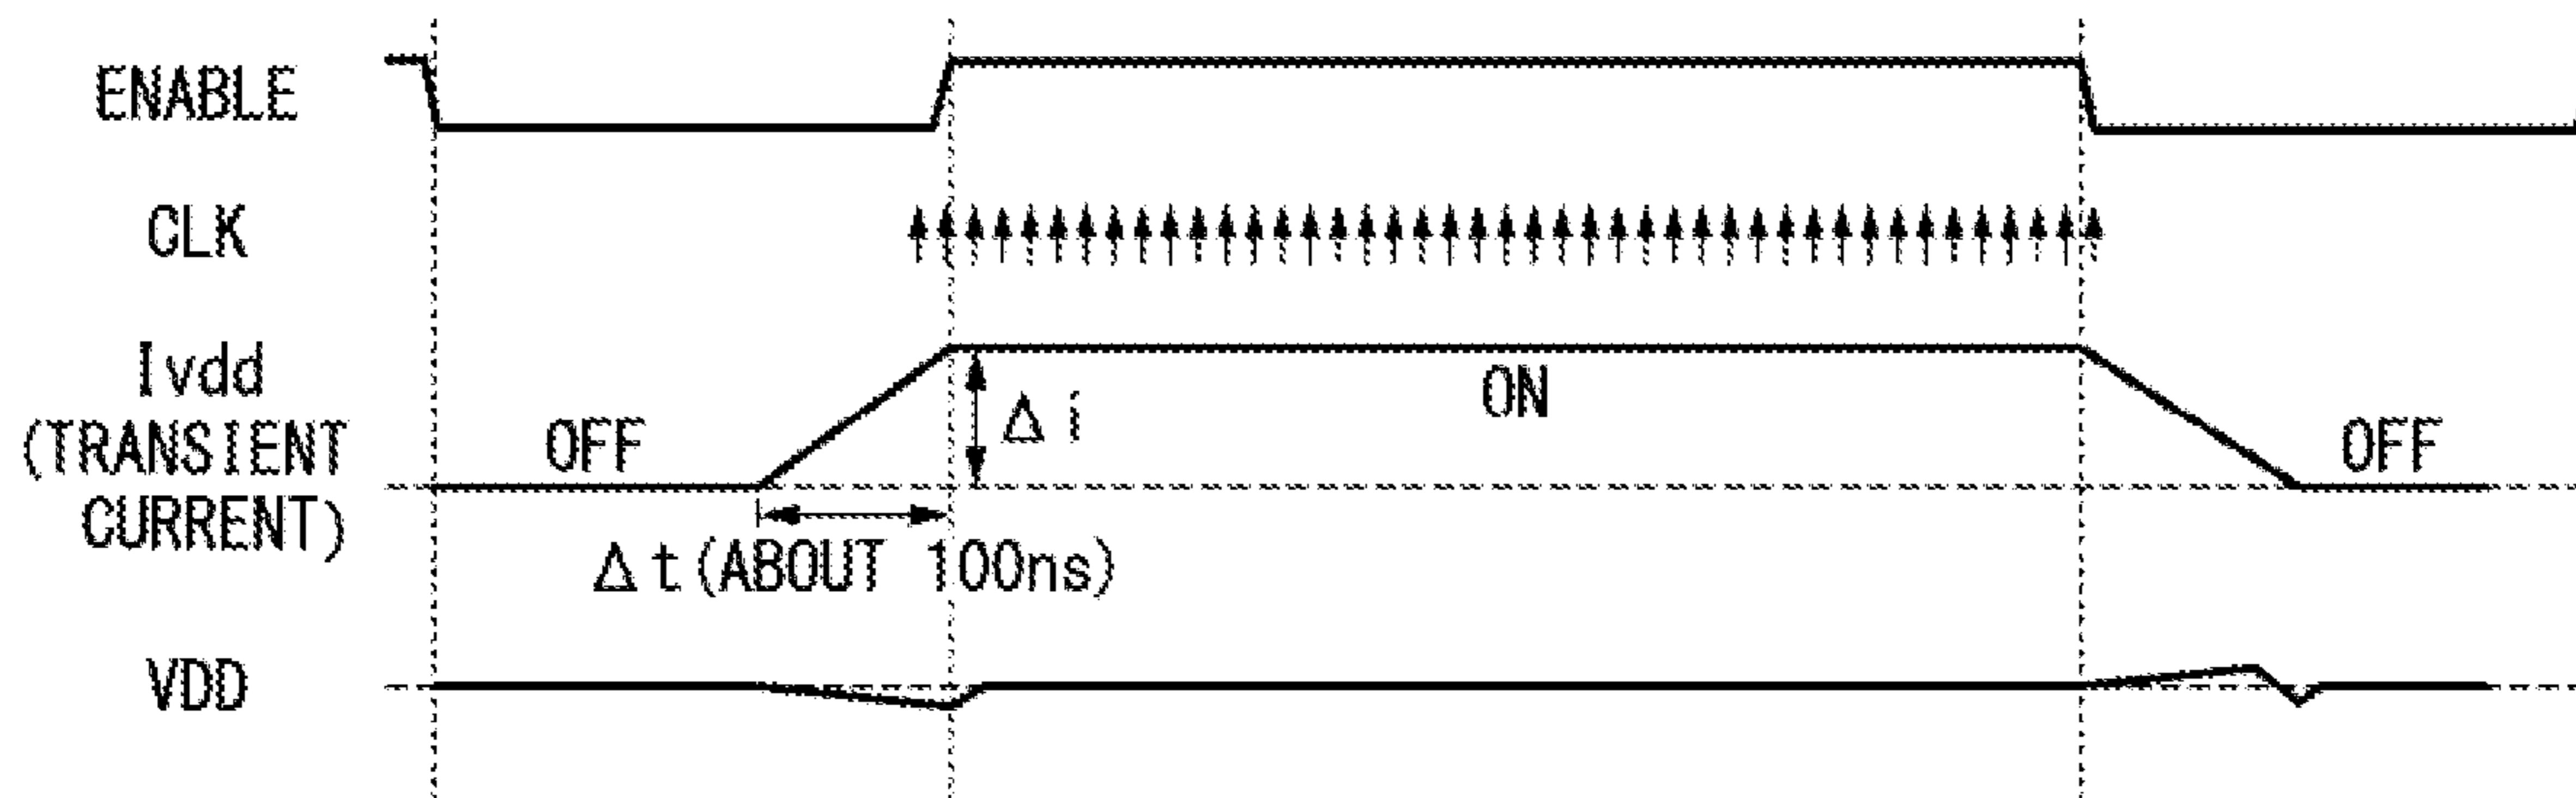 ENABLE
CLK
Ivdd
(TRANSIENT
CURRENT)
OFF
Δi
ON
OFF
Δt(ABOUT 100ns)
VDD